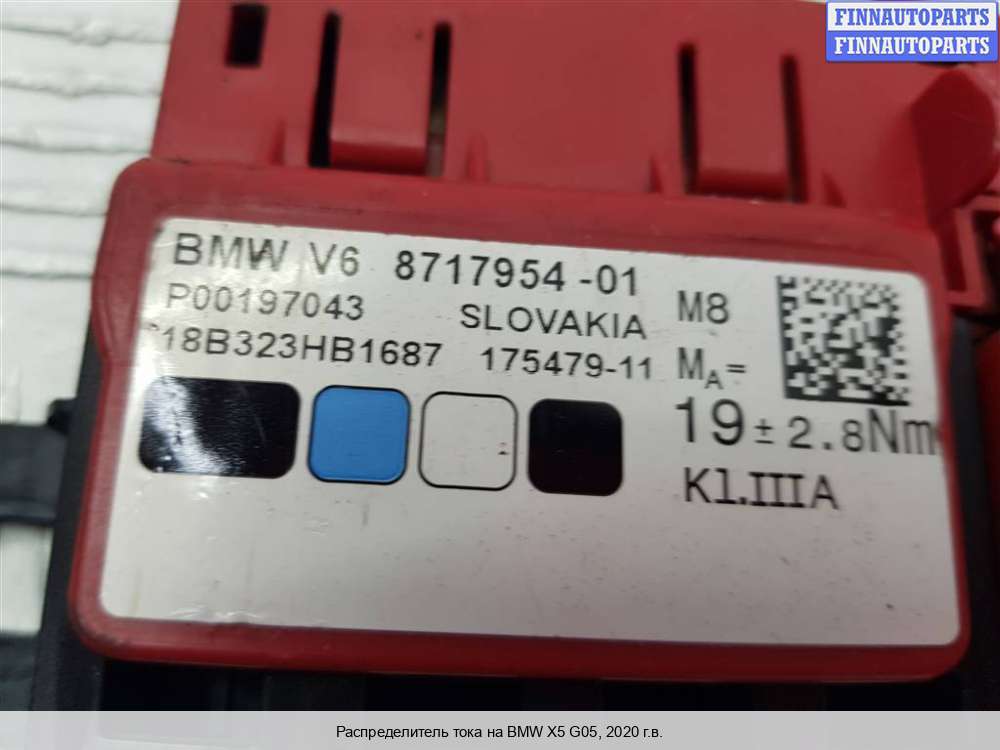 FINNAUTOPARTS
FINNAUTOPARTS
BMW V6 8717954 -01
P00197043 SLOVAKIA M8
18B323HB1687 175479-11 MA=
19 ± 2.8Nm
Kl.IIIA
Распределитель тока на BMW X5 G05, 2020 г.в.